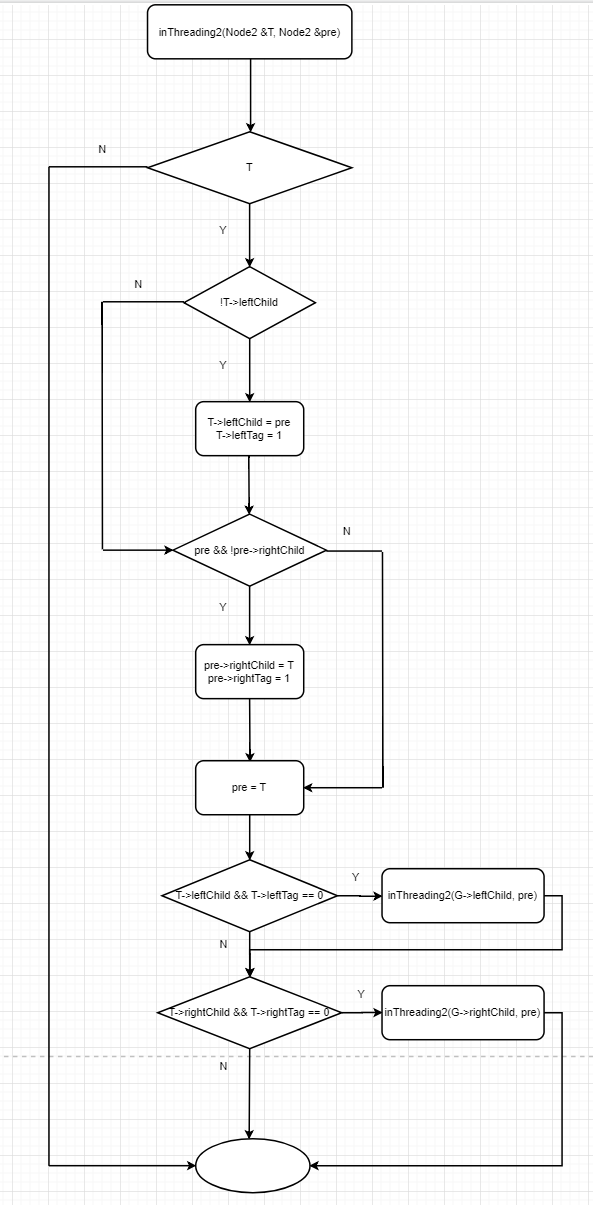 inThreading2(Node2 &T, Node2 &pre)
N
T
Y
N
!T->leftChild
Y
T->leftChild = pre
T->leftTag = 1
N
pre && !pre->rightChild
Y
pre->rightChild = T
pre->rightTag = 1
pre = T
Y
T->leftChild && T->leftTag == 0
inThreading2(G->leftChild, pre)
N
Y
T->rightChild && T->rightTag == 0
inThreading2(G->rightChild, pre)
N